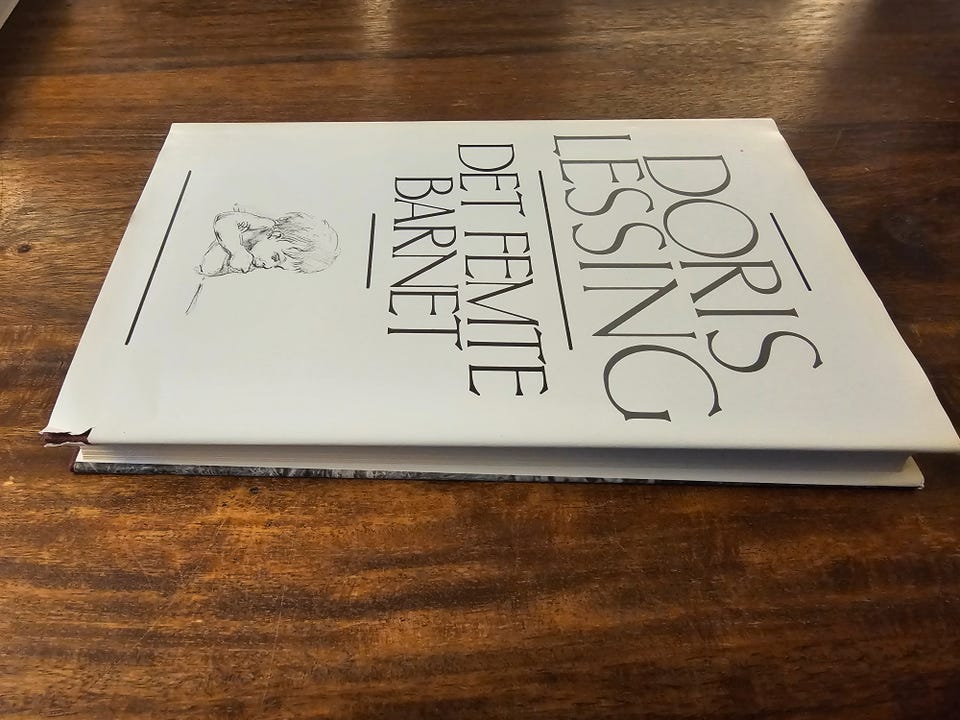 DORIS
LESSING
DET FEMTE
BARNET